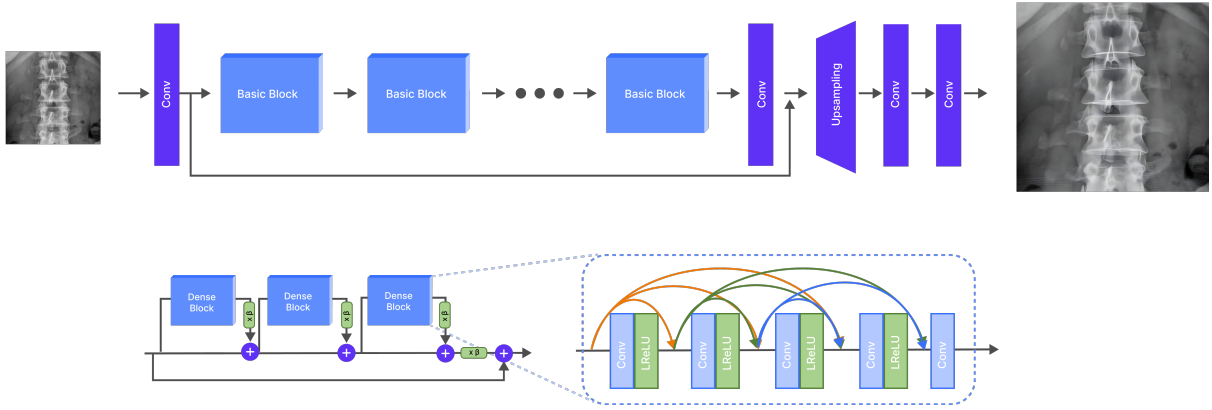 Conv
Basic Block
Basic Block
Basic Block
Conv
Upsampling
Conv
Conv
Dense
Block
x β
Dense
Block
x β
Dense
Block
x β
+
+
+
x β
+
Conv
LReLU
Conv
LReLU
Conv
LReLU
Conv
LReLU
Conv